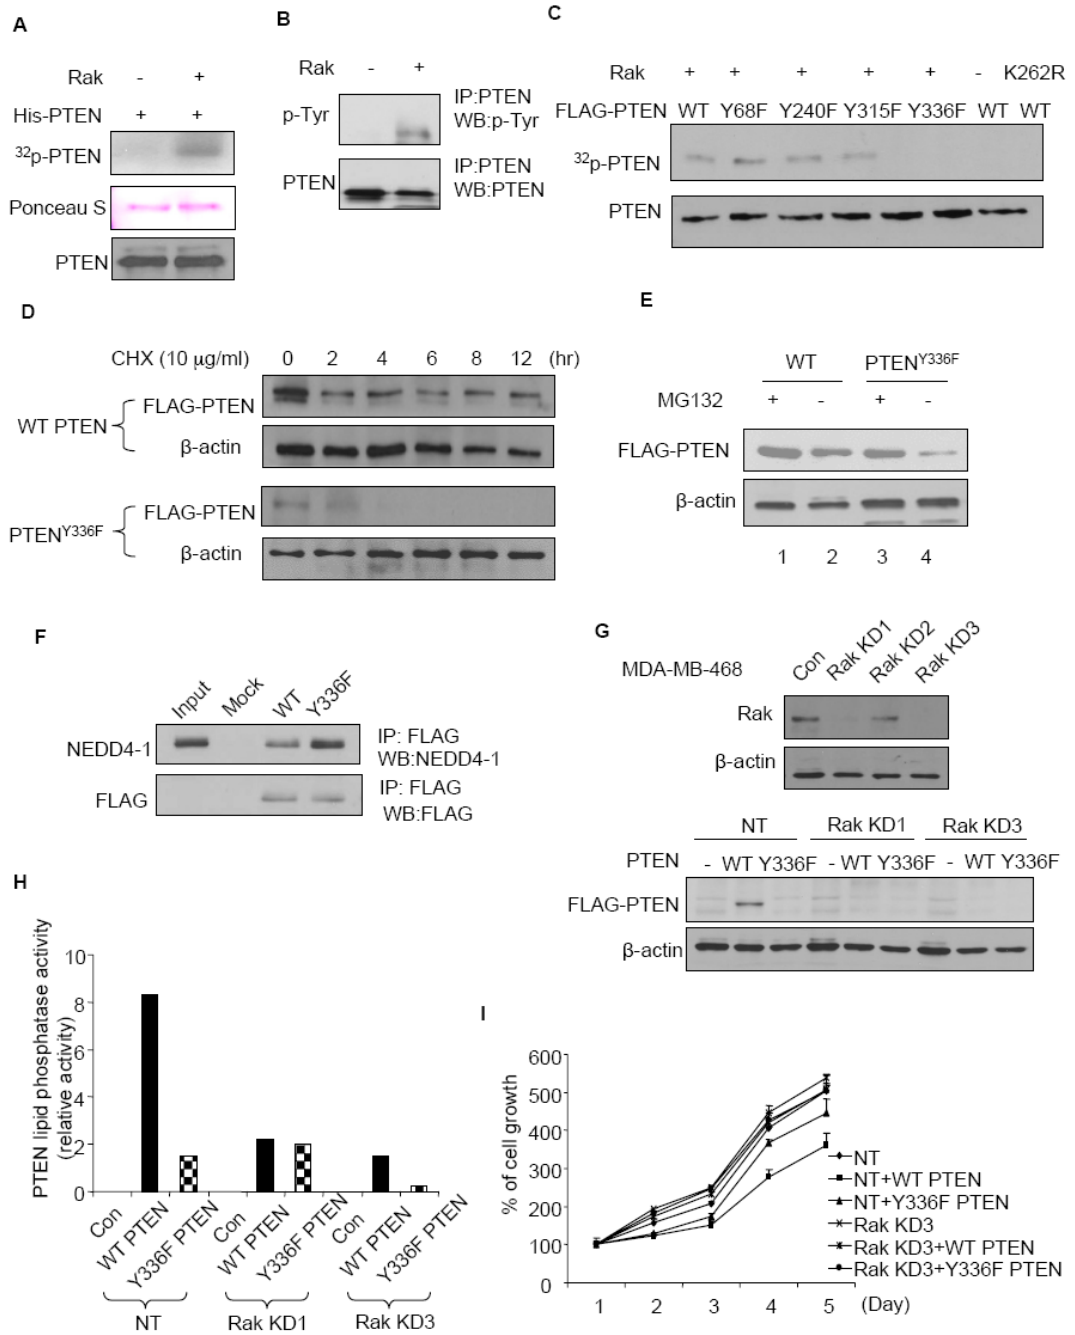 A
Rak - +
His-PTEN + +
32p-PTEN
Ponceau S
PTEN
B
Rak - +
p-Tyr
IP:PTEN
WB:p-Tyr
PTEN
IP:PTEN
WB:PTEN
C
Rak + + + + + - K262R
FLAG-PTEN WT Y68F Y240F Y315F Y336F WT WT
32p-PTEN
PTEN
D
CHX (10 μg/ml) 0 2 4 6 8 12 (hr)
WT PTEN
FLAG-PTEN
β-actin
PTENY336F
FLAG-PTEN
β-actin
E
WT PTENY336F
MG132 + - + -
FLAG-PTEN
β-actin
1 2 3 4
F
Input Mock WT Y336F
NEDD4-1
IP: FLAG
WB:NEDD4-1
FLAG
IP: FLAG
WB:FLAG
G
MDA-MB-468
Con Rak KD1 Rak KD2 Rak KD3
Rak
β-actin
NT Rak KD1 Rak KD3
PTEN - WT Y336F - WT Y336F - WT Y336F
FLAG-PTEN
β-actin
H
PTEN lipid phosphatase activity
(relative activity)
10
8
6
4
2
0
Con WT PTEN Y336F PTEN Con WT PTEN Y336F PTEN Con WT PTEN Y336F PTEN
NT Rak KD1 Rak KD3
I
% of cell growth
600
500
400
300
200
100
0
1 2 3 4 5 (Day)
NT
NT+WT PTEN
NT+Y336F PTEN
Rak KD3
Rak KD3+WT PTEN
Rak KD3+Y336F PTEN